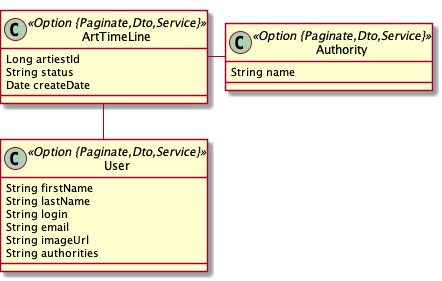 C «Option {Paginate,Dto,Service}»
ArtTimeLine
Long artiestId
String status
Date createDate
C «Option {Paginate,Dto,Service}»
Authority
String name
C «Option {Paginate,Dto,Service}»
User
String firstName
String lastName
String login
String email
String imageUrl
String authorities